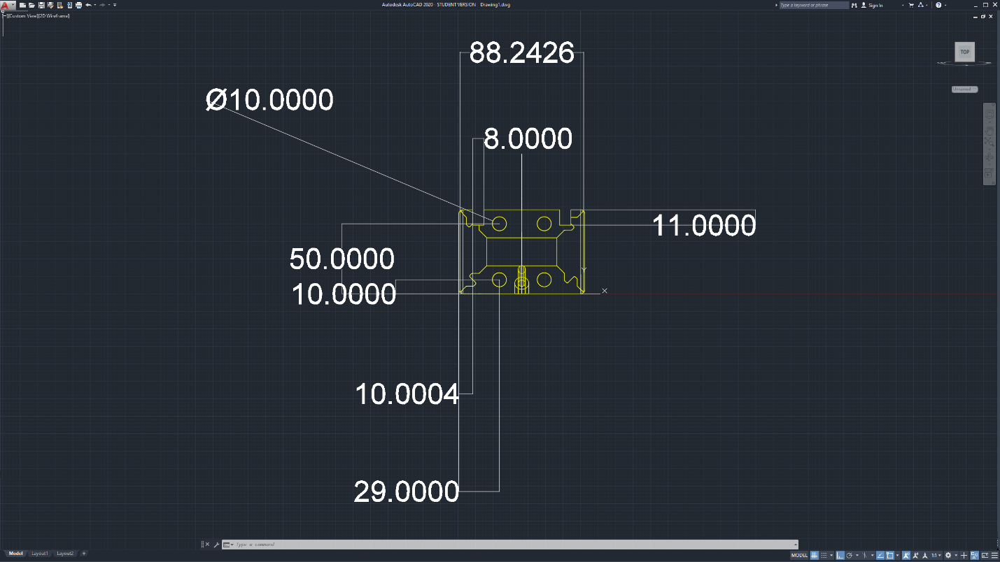 Autodesk AutoCAD 2020 - STUDENT VERSION Drawing1.dwg
Type a keyword or phrase
Sign In
[−][Custom View][2D Wireframe]
TOP
Unnamed
88.2426
Ø10.0000
8.0000
11.0000
50.0000
10.0000
10.0004
29.0000
Y
X
Type a command
Model Layout1 Layout2 +
MODEL 1:1